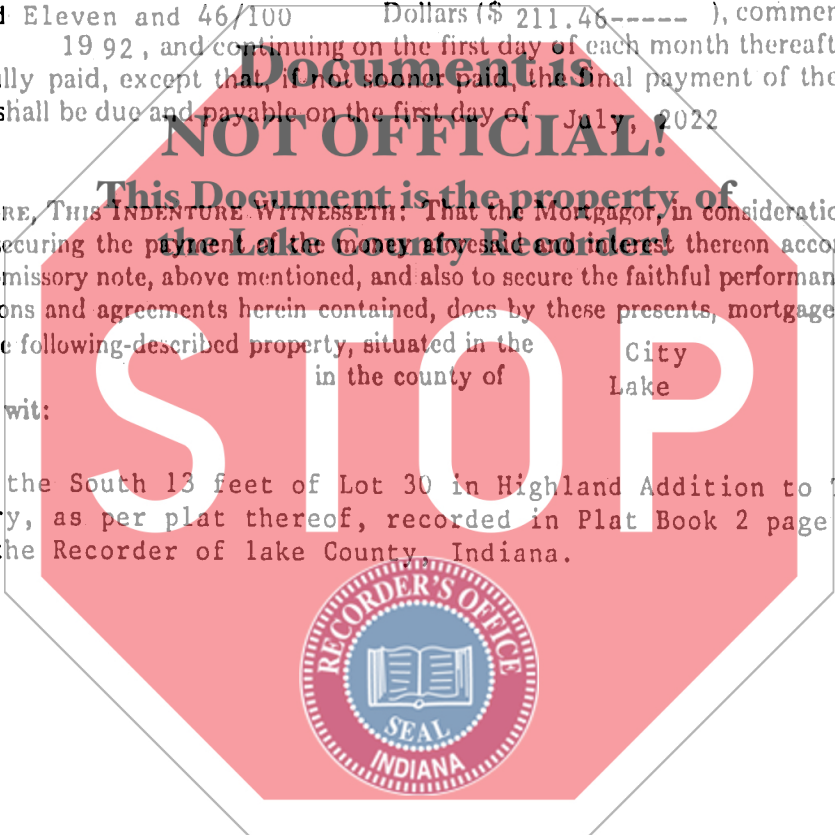 Eleven and 46/100 Dollars ($ 211.46----- ), commen
1992, and continuing on the first day of each month thereaft
lly paid, except that, if not sooner paid, the final payment of the
shall be due and payable on the first day of July, 2022
Document is
NOT OFFICIAL!
This Document is the property of
the Lake County Recorder!
RE, THIS INDENTURE WITNESSETH: That the Mortgagor, in consideratio
ecuring the payment of the money aforesaid and interest thereon acco
missory note, above mentioned, and also to secure the faithful performan
ons and agreements herein contained, does by these presents, mortgage
e following-described property, situated in the City
in the county of Lake
wit:
STOP
the South 13 feet of Lot 30 in Highland Addition to T
y, as per plat thereof, recorded in Plat Book 2 page
he Recorder of lake County, Indiana.
RECORDER'S OFFICE
SEAL
INDIANA